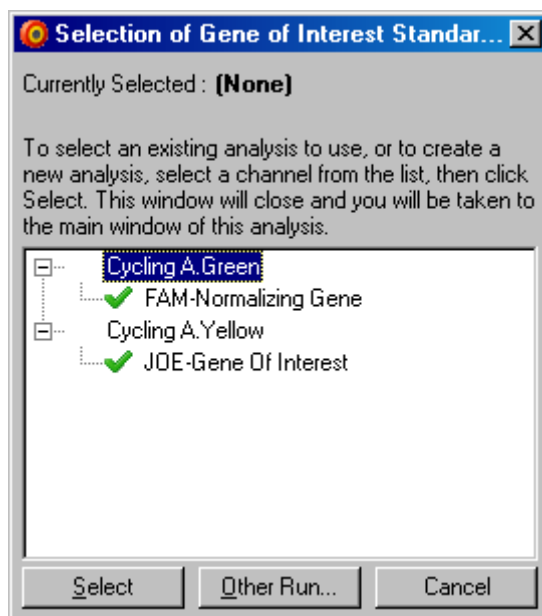 Selection of Gene of Interest Standar...
Currently Selected : (None)
To select an existing analysis to use, or to create a
new analysis, select a channel from the list, then click
Select. This window will close and you will be taken to
the main window of this analysis.
Cycling A.Green
FAM-Normalizing Gene
Cycling A.Yellow
JOE-Gene Of Interest
Select Other Run... Cancel